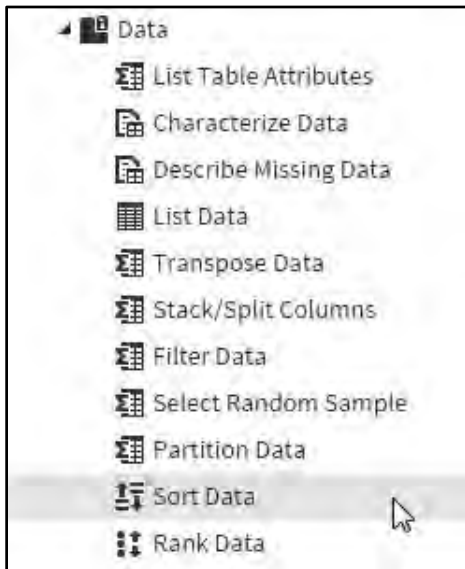 Data
List Table Attributes
Characterize Data
Describe Missing Data
List Data
Transpose Data
Stack/Split Columns
Filter Data
Select Random Sample
Partition Data
Sort Data
Rank Data